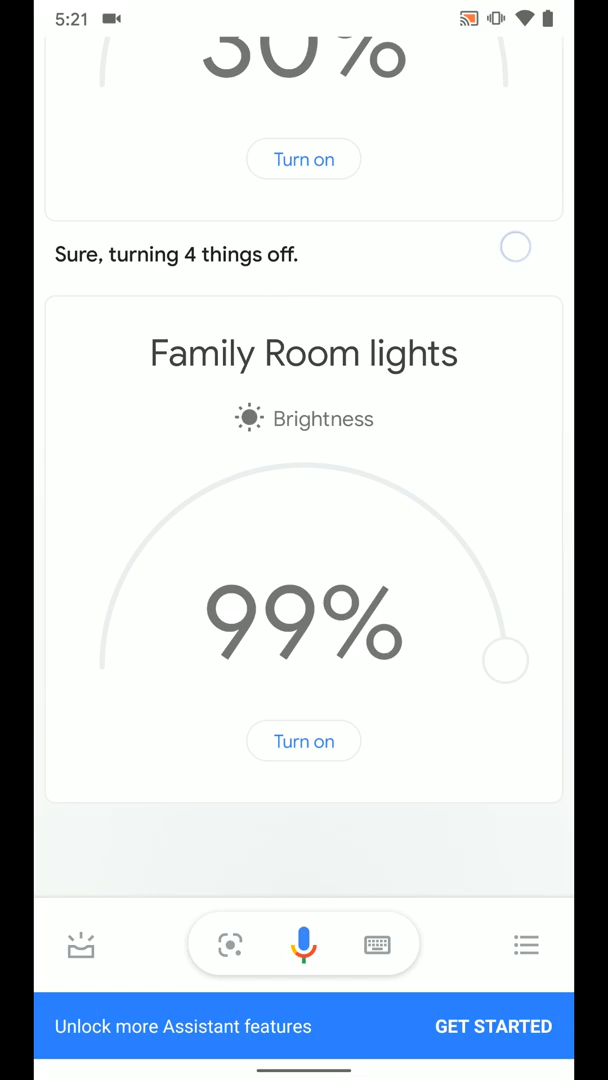 5:21
30%
Turn on
Sure, turning 4 things off.
Family Room lights
Brightness
99%
Turn on
Unlock more Assistant features
GET STARTED